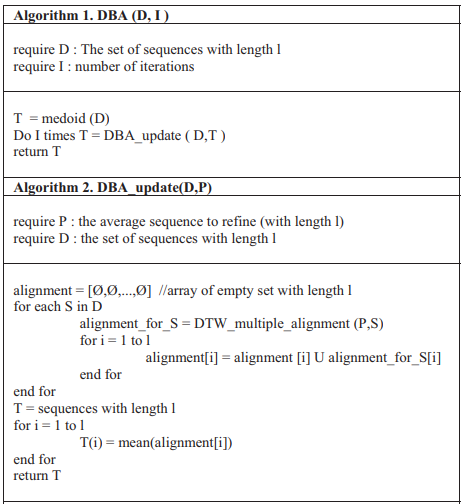 Algorithm 1. DBA (D, I )
require D : The set of sequences with length l
require I : number of iterations
T = medoid (D)
Do I times T = DBA_update ( D,T )
return T
Algorithm 2. DBA_update(D,P)
require P : the average sequence to refine (with length l)
require D : the set of sequences with length l
alignment = [Ø,Ø,...,Ø] //array of empty set with length l
for each S in D
alignment_for_S = DTW_multiple_alignment (P,S)
for i = 1 to l
alignment[i] = alignment [i] U alignment_for_S[i]
end for
end for
T = sequences with length l
for i = 1 to l
T(i) = mean(alignment[i])
end for
return T